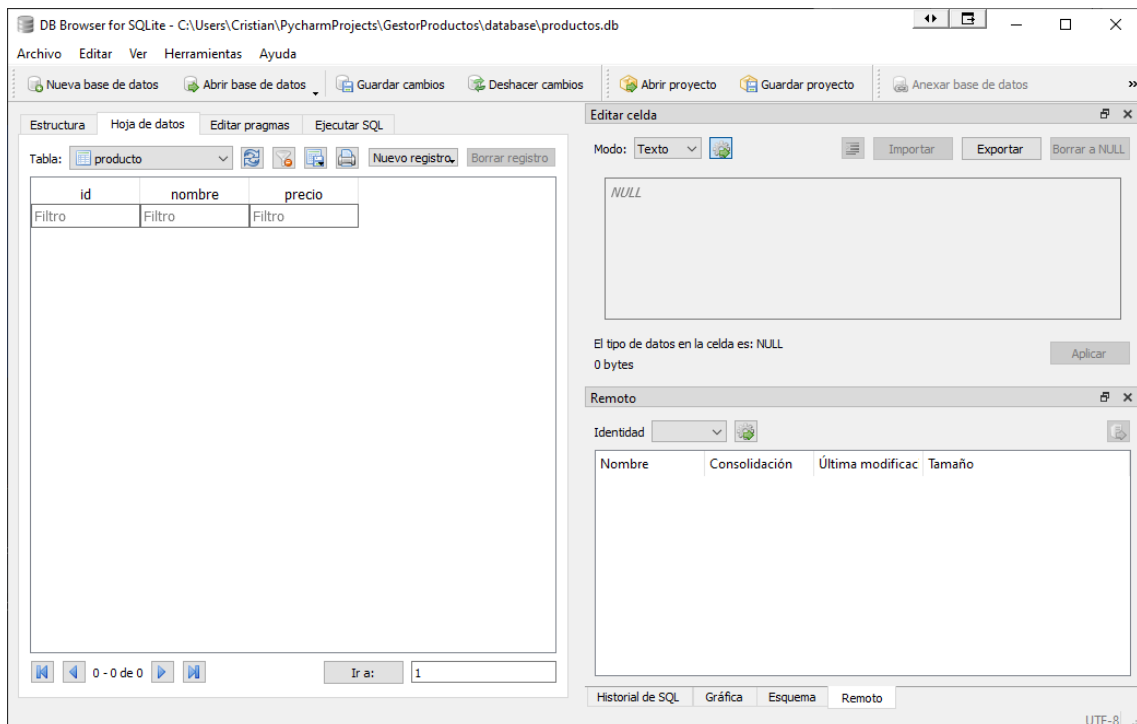 DB Browser for SQLite - C:\Users\Cristian\PycharmProjects\GestorProductos\database\productos.db
Archivo Editar Ver Herramientas Ayuda
Nueva base de datos Abrir base de datos Guardar cambios Deshacer cambios Abrir proyecto Guardar proyecto Anexar base de datos »
Estructura Hoja de datos Editar pragmas Ejecutar SQL
Tabla: producto Nuevo registro Borrar registro
id nombre precio
Filtro Filtro Filtro
0 - 0 de 0 Ir a: 1
Editar celda
Modo: Texto Importar Exportar Borrar a NULL
NULL
El tipo de datos en la celda es: NULL
0 bytes
Aplicar
Remoto
Identidad
Nombre Consolidación Última modificac Tamaño
Historial de SQL Gráfica Esquema Remoto
UTF-8